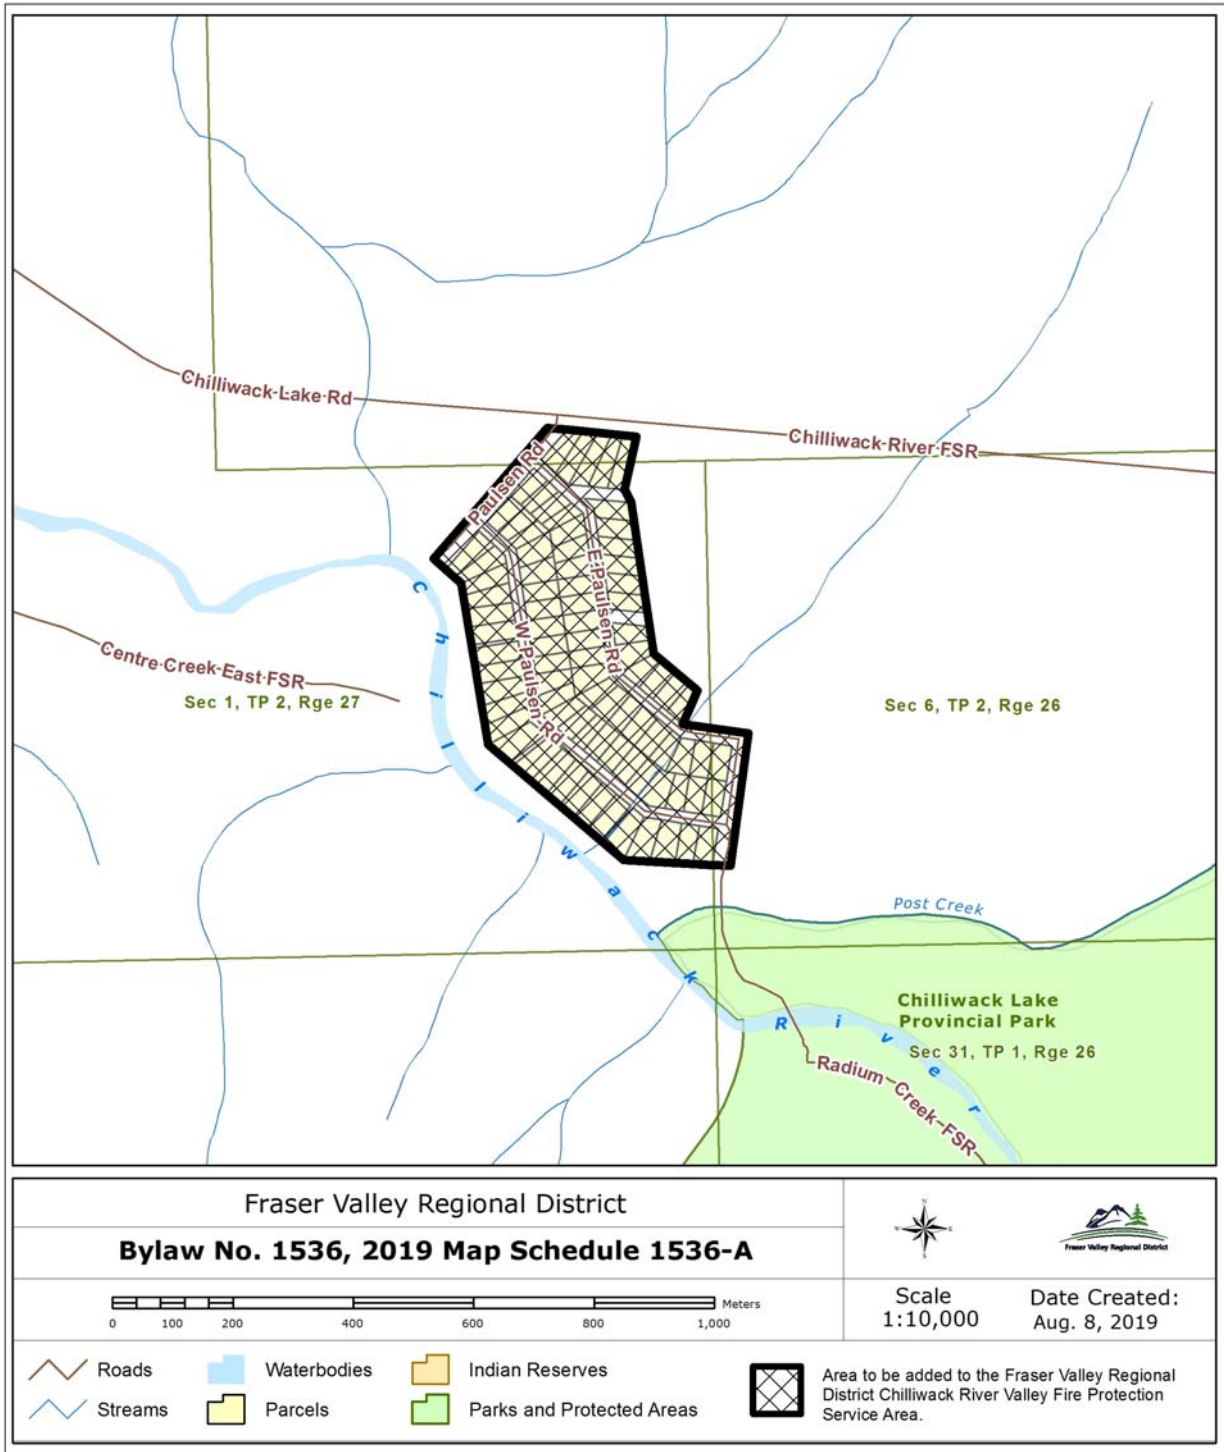 Chilliwack Lake Rd
Chilliwack River FSR
Paulsen Rd
E Paulsen Rd
W Paulsen Rd
Centre Creek East FSR
Sec 1, TP 2, Rge 27
Sec 6, TP 2, Rge 26
Chilliwack River
Post Creek
Chilliwack Lake
Provincial Park
Sec 31, TP 1, Rge 26
Radium Creek FSR
Fraser Valley Regional District
Bylaw No. 1536, 2019 Map Schedule 1536-A
Meters
0 100 200 400 600 800 1,000
N
W E
S
Fraser Valley Regional District
Scale
1:10,000
Date Created:
Aug. 8, 2019
Roads
Waterbodies
Indian Reserves
Streams
Parcels
Parks and Protected Areas
Area to be added to the Fraser Valley Regional
District Chilliwack River Valley Fire Protection
Service Area.